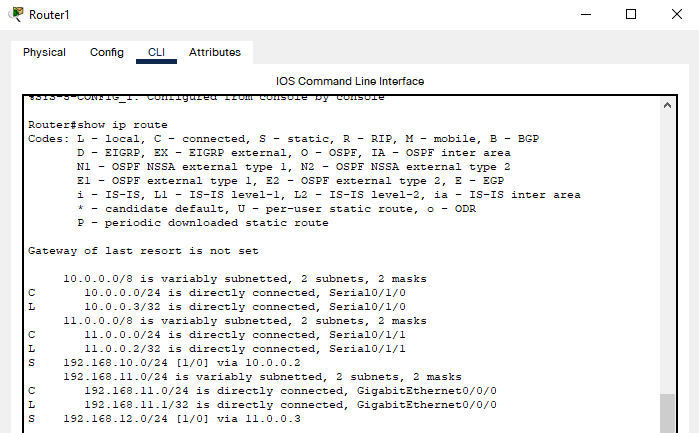 Router1
Physical Config CLI Attributes
IOS Command Line Interface
%SYS-5-CONFIG_I: Configured from console by console
Router#show ip route
Codes: L - local, C - connected, S - static, R - RIP, M - mobile, B - BGP
D - EIGRP, EX - EIGRP external, O - OSPF, IA - OSPF inter area
N1 - OSPF NSSA external type 1, N2 - OSPF NSSA external type 2
E1 - OSPF external type 1, E2 - OSPF external type 2, E - EGP
i - IS-IS, L1 - IS-IS level-1, L2 - IS-IS level-2, ia - IS-IS inter area
* - candidate default, U - per-user static route, o - ODR
P - periodic downloaded static route
Gateway of last resort is not set
10.0.0.0/8 is variably subnetted, 2 subnets, 2 masks
C 10.0.0.0/24 is directly connected, Serial0/1/0
L 10.0.0.3/32 is directly connected, Serial0/1/0
11.0.0.0/8 is variably subnetted, 2 subnets, 2 masks
C 11.0.0.0/24 is directly connected, Serial0/1/1
L 11.0.0.2/32 is directly connected, Serial0/1/1
S 192.168.10.0/24 [1/0] via 10.0.0.2
192.168.11.0/24 is variably subnetted, 2 subnets, 2 masks
C 192.168.11.0/24 is directly connected, GigabitEthernet0/0/0
L 192.168.11.1/32 is directly connected, GigabitEthernet0/0/0
S 192.168.12.0/24 [1/0] via 11.0.0.3